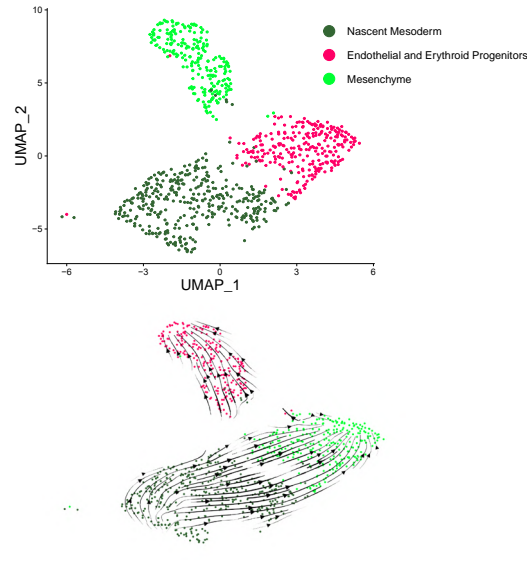 10
Nascent Mesoderm
Endothelial and Erythroid Progenitors
Mesenchyme
5
UMAP_2
0
−5
−6 −3 0 3 6
UMAP_1